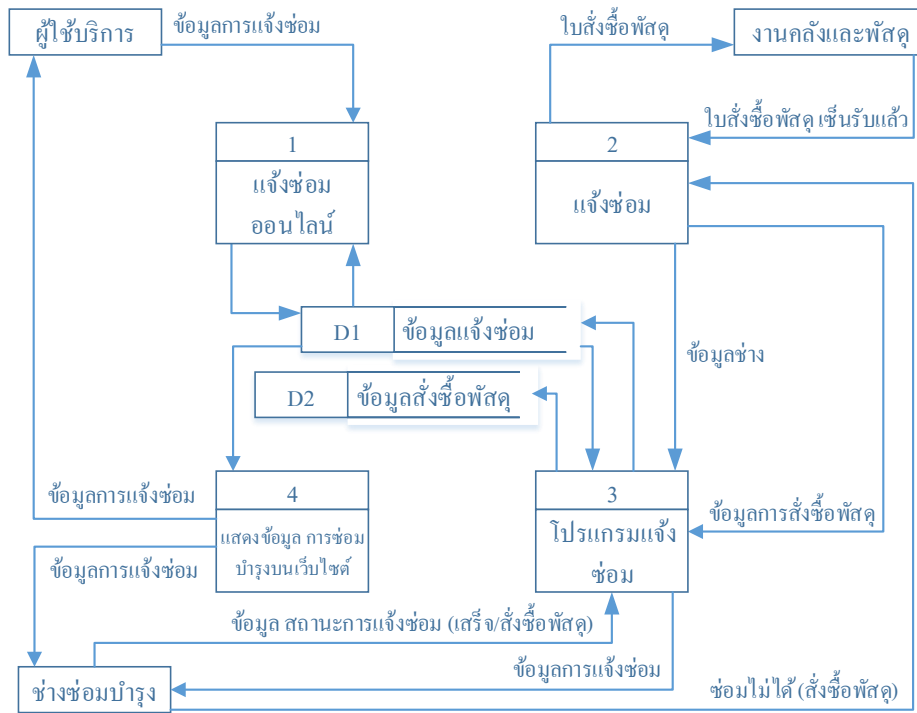 ผู้ใช้บริการ
ข้อมูลการแจ้งซ่อม
ใบสั่งซื้อพัสดุ
งานคลังและพัสดุ
ใบสั่งซื้อพัสดุ เซ็นรับแล้ว
1
แจ้งซ่อม
ออนไลน์
2
แจ้งซ่อม
D1
ข้อมูลแจ้งซ่อม
ข้อมูลช่าง
D2
ข้อมูลสั่งซื้อพัสดุ
ข้อมูลการแจ้งซ่อม
4
แสดงข้อมูล การซ่อม
บำรุงบนเว็บไซต์
3
โปรแกรมแจ้ง
ซ่อม
ข้อมูลการสั่งซื้อพัสดุ
ข้อมูลการแจ้งซ่อม
ข้อมูล สถานะการแจ้งซ่อม (เสร็จ/สั่งซื้อพัสดุ)
ข้อมูลการแจ้งซ่อม
ช่างซ่อมบำรุง
ซ่อมไม่ได้ (สั่งซื้อพัสดุ)